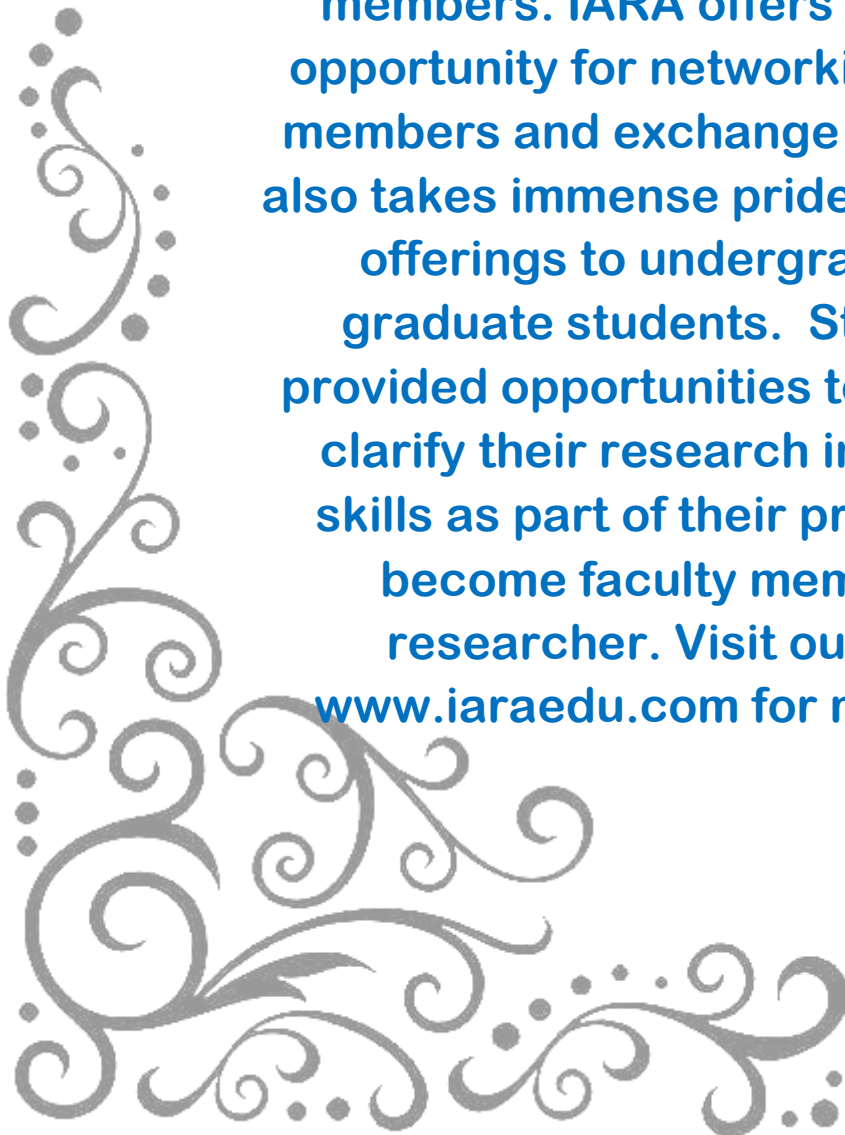 members. IARA offers
opportunity for networki
members and exchange
also takes immense pride
offerings to undergra
graduate students. St
provided opportunities to
clarify their research in
skills as part of their pr
become faculty mem
researcher. Visit ou
www.iaraedu.com for m